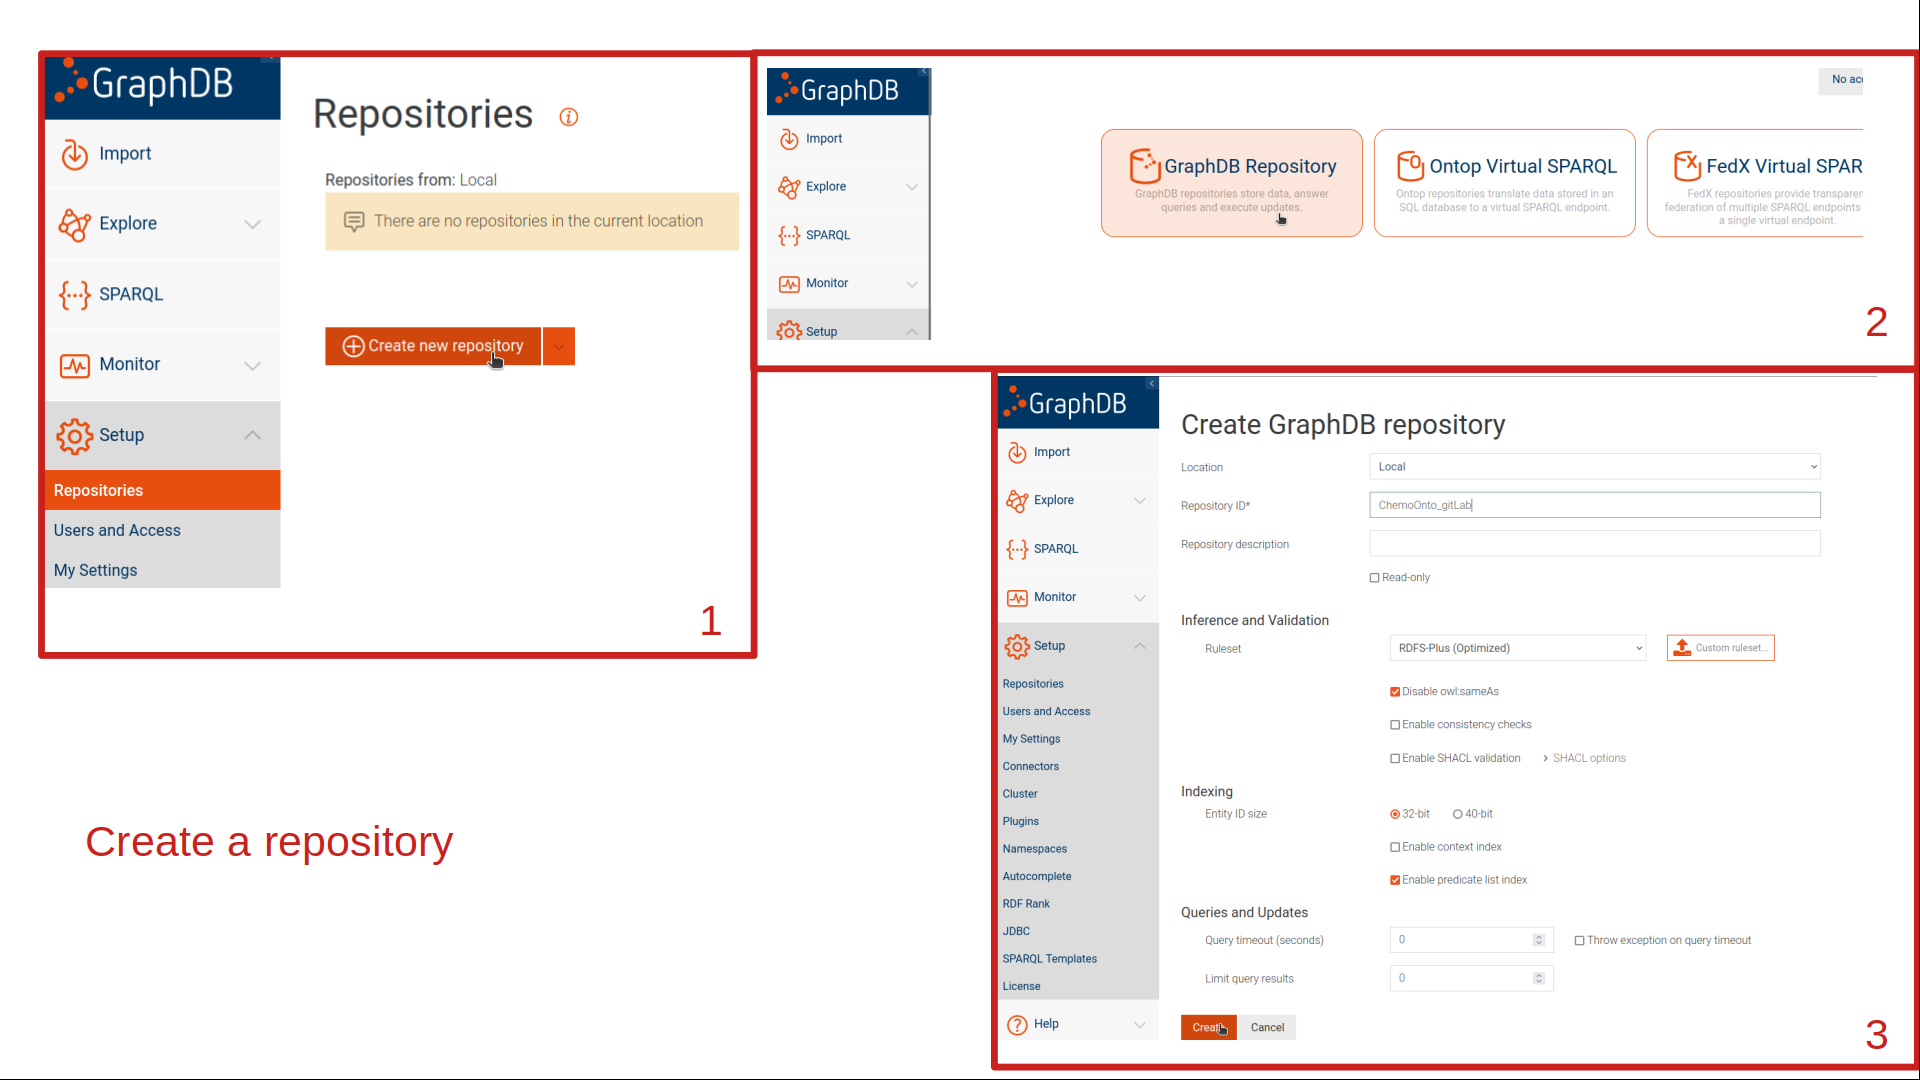 GraphDB
Import
Explore
SPARQL
Monitor
Setup
Repositories
Users and Access
My Settings
Repositories
Repositories from: Local
There are no repositories in the current location
Create new repository
1
GraphDB
Import
Explore
SPARQL
Monitor
Setup
No
GraphDB Repository
GraphDB repositories store data, answer
queries and execute updates.
Ontop Virtual SPARQL
Ontop repositories translate data stored in an
SQL database to a virtual SPARQL endpoint.
FedX Virtual SPAR
FedX repositories provide transparen
federation of multiple SPARQL endpoints
a single virtual endpoint.
2
GraphDB
Import
Explore
SPARQL
Monitor
Setup
Repositories
Users and Access
My Settings
Connectors
Cluster
Plugins
Namespaces
Autocomplete
RDF Rank
JDBC
SPARQL Templates
License
Help
Create GraphDB repository
Location Local
Repository ID* ChemoOnto_gitLab
Repository description
Read-only
Inference and Validation
Ruleset RDFS-Plus (Optimized) Custom ruleset...
Disable owl:sameAs
Enable consistency checks
Enable SHACL validation > SHACL options
Indexing
Entity ID size 32-bit 40-bit
Enable context index
Enable predicate list index
Queries and Updates
Query timeout (seconds) 0 Throw exception on query timeout
Limit query results 0
Create Cancel
3
Create a repository